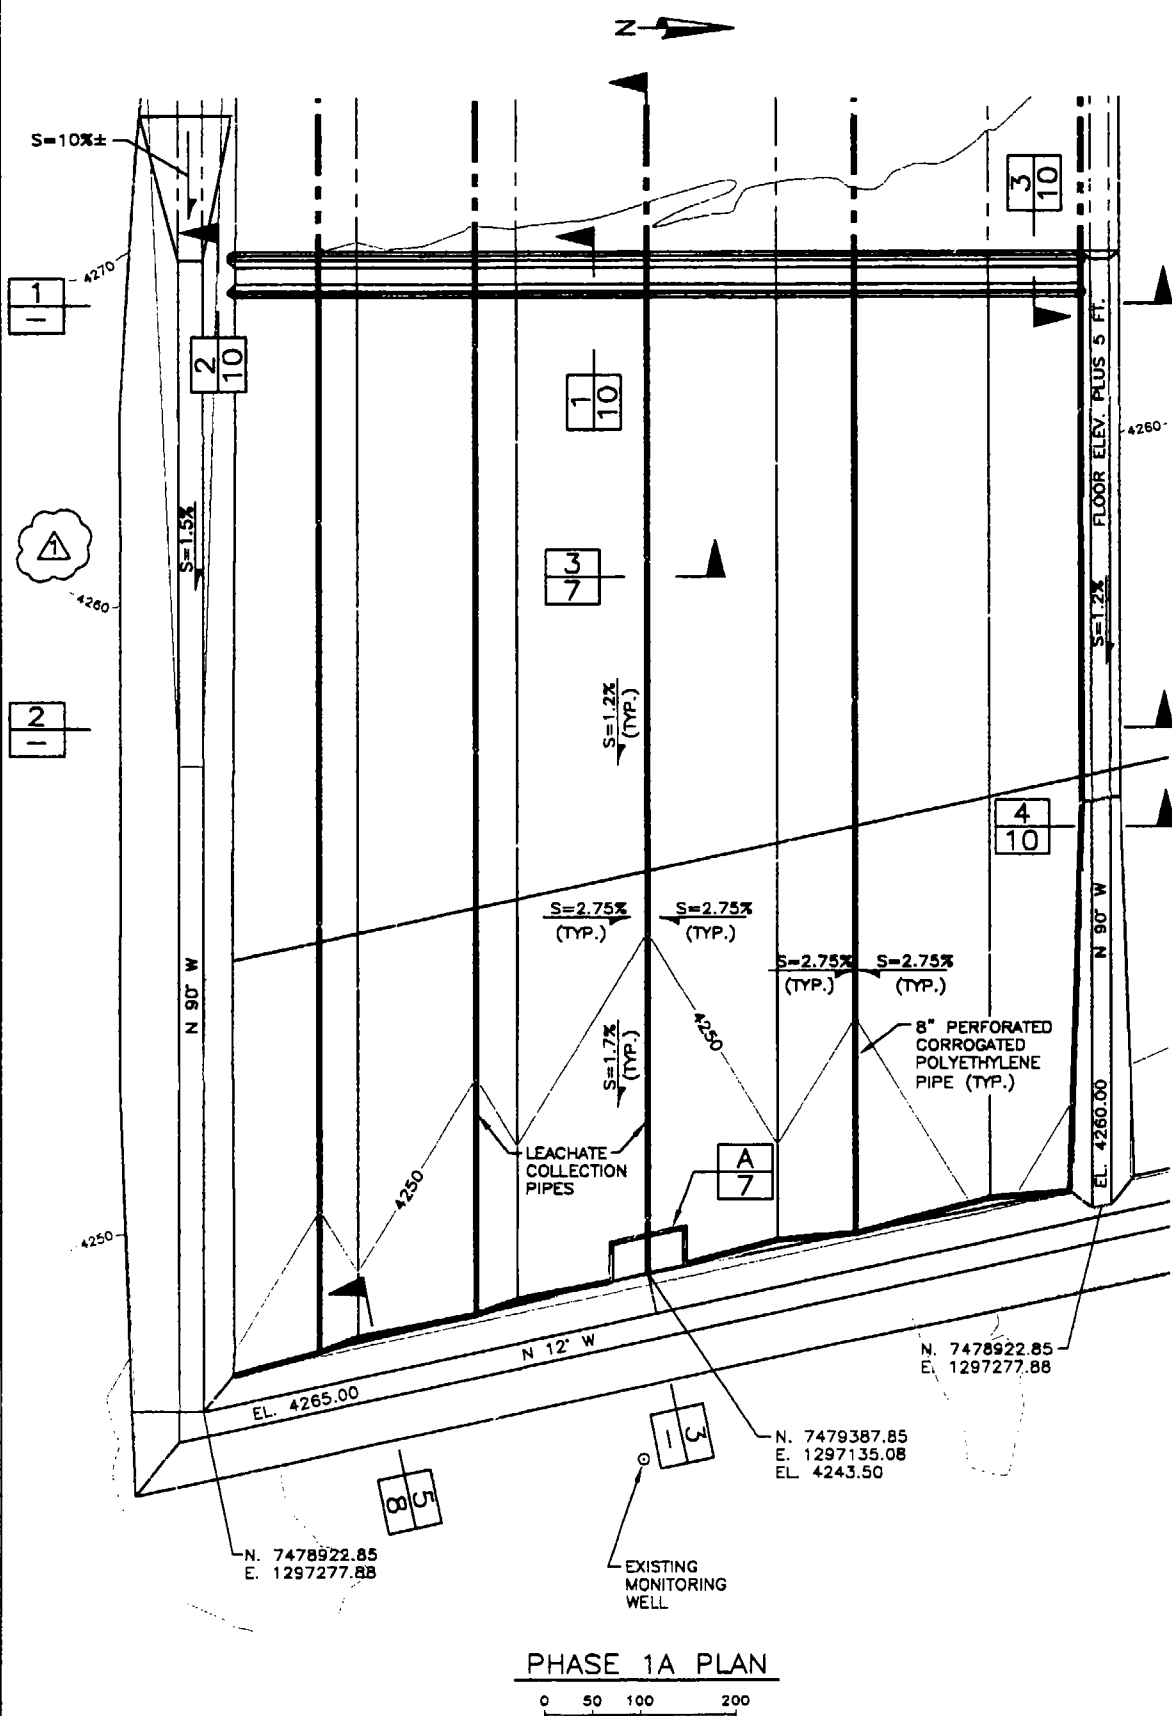 N
S=10%±
3
10
4270
1
—
2
10
FLOOR ELEV. PLUS 5 FT.
1
10
4260
S=1.5%
1
3
7
4260
S=1.2%
S=1.2%
(TYP.)
2
—
4
10
S=2.75%
(TYP.)
S=2.75%
(TYP.)
N 90° W
S=2.75%
(TYP.)
S=2.75%
(TYP.)
N 90° W
4250
8" PERFORATED
CORROGATED
POLYETHYLENE
PIPE (TYP.)
S=1.7%
(TYP.)
EL. 4260.00
LEACHATE
COLLECTION
PIPES
A
7
4250
4250
N 12° W
N. 7478922.85
E. 1297277.88
EL. 4265.00
3
—
N. 7479387.85
E. 1297135.08
EL. 4243.50
5
8
N. 7478922.85
E. 1297277.88
EXISTING
MONITORING
WELL
PHASE 1A PLAN
0 50 100 200